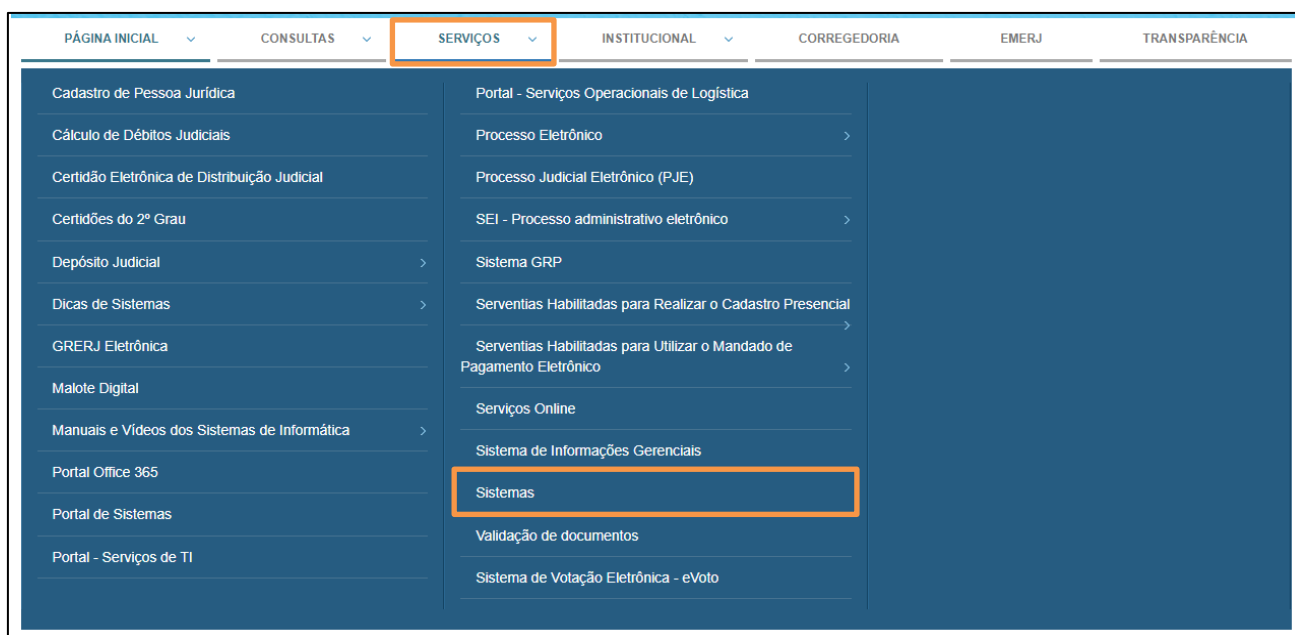 PÁGINA INICIAL CONSULTAS SERVIÇOS INSTITUCIONAL CORREGEDORIA EMERJ TRANSPARÊNCIA
Cadastro de Pessoa Jurídica
Cálculo de Débitos Judiciais
Certidão Eletrônica de Distribuição Judicial
Certidões do 2º Grau
Depósito Judicial
Dicas de Sistemas
GRERJ Eletrônica
Malote Digital
Manuais e Vídeos dos Sistemas de Informática
Portal Office 365
Portal de Sistemas
Portal - Serviços de TI
Portal - Serviços Operacionais de Logística
Processo Eletrônico
Processo Judicial Eletrônico (PJE)
SEI - Processo administrativo eletrônico
Sistema GRP
Serventias Habilitadas para Realizar o Cadastro Presencial
Serventias Habilitadas para Utilizar o Mandado de
Pagamento Eletrônico
Serviços Online
Sistema de Informações Gerenciais
Sistemas
Validação de documentos
Sistema de Votação Eletrônica - eVoto